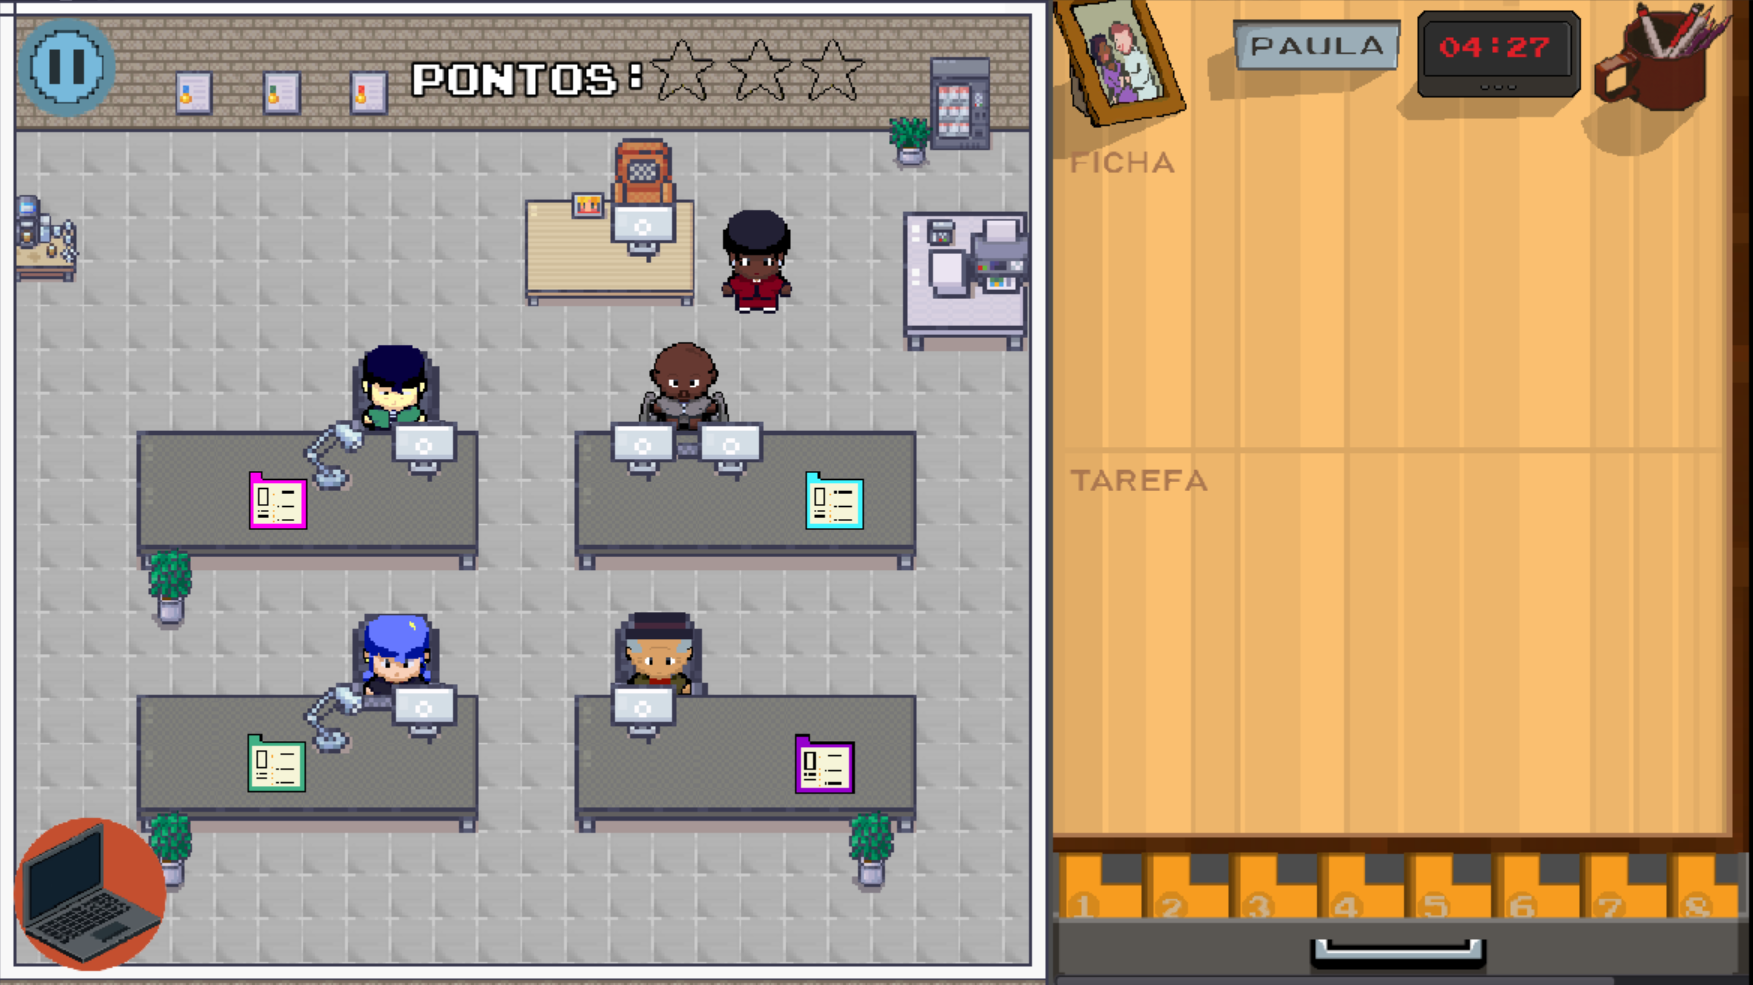 PONTOS:
PAULA
04:27
FICHA
TAREFA
1 2 3 4 5 6 7 8